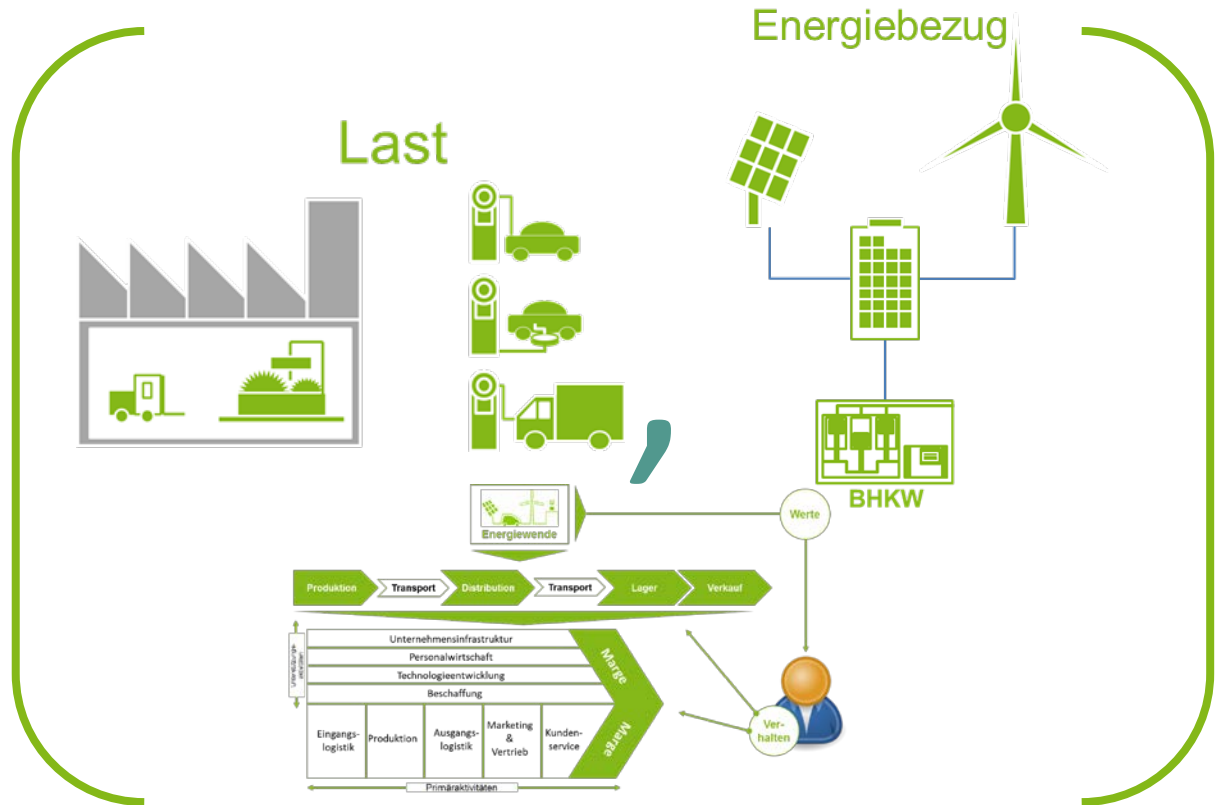 Energiebezug
Last
,
BHKW
Energiewende
Werte
Produktion
Transport
Distribution
Transport
Lager
Verkauf
Unternehmensinfrastruktur
Personalwirtschaft
Technologieentwicklung
Beschaffung
Marge
Marge
Eingangs-
logistik
Produktion
Ausgangs-
logistik
Marketing
&
Vertrieb
Kunden-
service
Primäraktivitäten
Ver-
halten